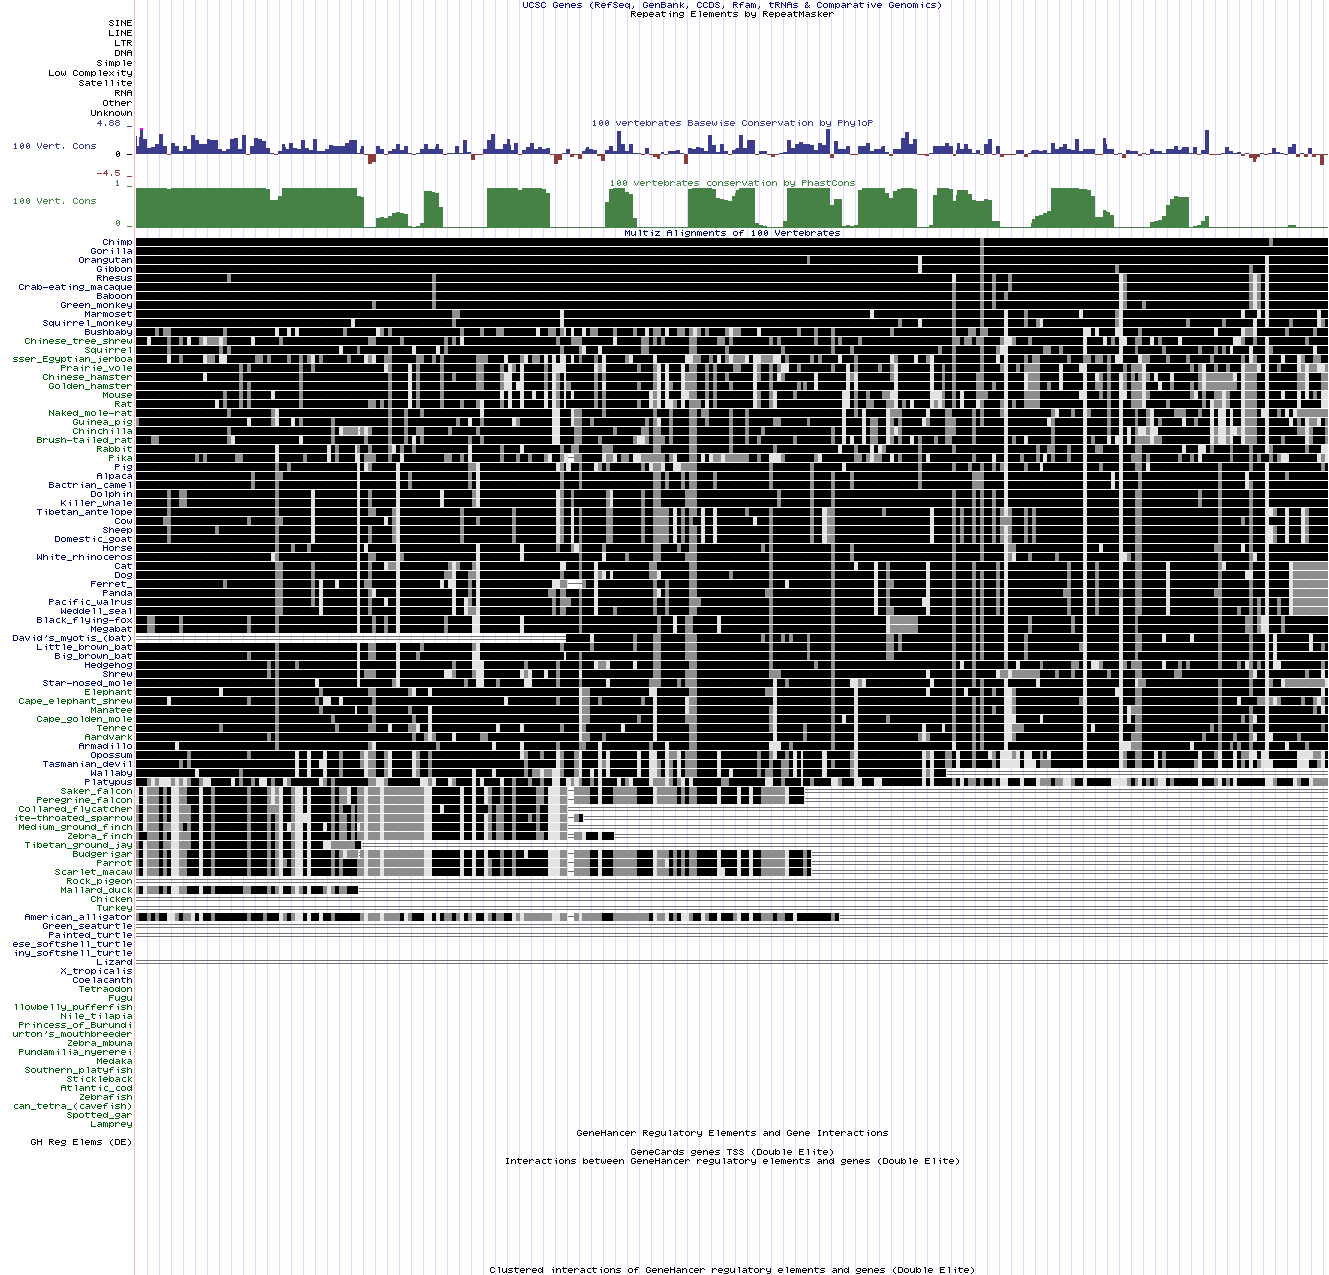 UCSC Genes (RefSeq, GenBank, CCDS, Rfam, tRNAs & Comparative Genomics)
Repeating Elements by RepeatMasker
SINE
LINE
LTR
DNA
Simple
Low Complexity
Satellite
RNA
Other
Unknown
4.88 _
100 vertebrates Basewise Conservation by PhyloP
100 Vert. Cons
0 _
-4.5 _
100 vertebrates conservation by PhastCons
1 _
100 Vert. Cons
0 _
Multiz Alignments of 100 Vertebrates
Chimp
Gorilla
Orangutan
Gibbon
Rhesus
Crab-eating_macaque
Baboon
Green_monkey
Marmoset
Squirrel_monkey
Bushbaby
Chinese_tree_shrew
Squirrel
sser_Egyptian_jerboa
Prairie_vole
Chinese_hamster
Golden_hamster
Mouse
Rat
Naked_mole-rat
Guinea_pig
Chinchilla
Brush-tailed_rat
Rabbit
Pika
Pig
Alpaca
Bactrian_camel
Dolphin
Killer_whale
Tibetan_antelope
Cow
Sheep
Domestic_goat
Horse
White_rhinoceros
Cat
Dog
Ferret_
Panda
Pacific_walrus
Weddell_seal
Black_flying-fox
Megabat
David's_myotis_(bat)
Little_brown_bat
Big_brown_bat
Hedgehog
Shrew
Star-nosed_mole
Elephant
Cape_elephant_shrew
Manatee
Cape_golden_mole
Tenrec
Aardvark
Armadillo
Opossum
Tasmanian_devil
Wallaby
Platypus
Saker_falcon
Peregrine_falcon
Collared_flycatcher
ite-throated_sparrow
Medium_ground_finch
Zebra_finch
Tibetan_ground_jay
Budgerigar
Parrot
Scarlet_macaw
Rock_pigeon
Mallard_duck
Chicken
Turkey
American_alligator
Green_seaturtle
Painted_turtle
ese_softshell_turtle
iny_softshell_turtle
Lizard
X_tropicalis
Coelacanth
Tetraodon
Fugu
llowbelly_pufferfish
Nile_tilapia
Princess_of_Burundi
urton's_mouthbreeder
Zebra_mbuna
Pundamilia_nyererei
Medaka
Southern_platyfish
Stickleback
Atlantic_cod
Zebrafish
can_tetra_(cavefish)
Spotted_gar
Lamprey
GeneHancer Regulatory Elements and Gene Interactions
GH Reg Elems (DE)
GeneCards genes TSS (Double Elite)
Interactions between GeneHancer regulatory elements and genes (Double Elite)
Clustered interactions of GeneHancer regulatory elements and genes (Double Elite)